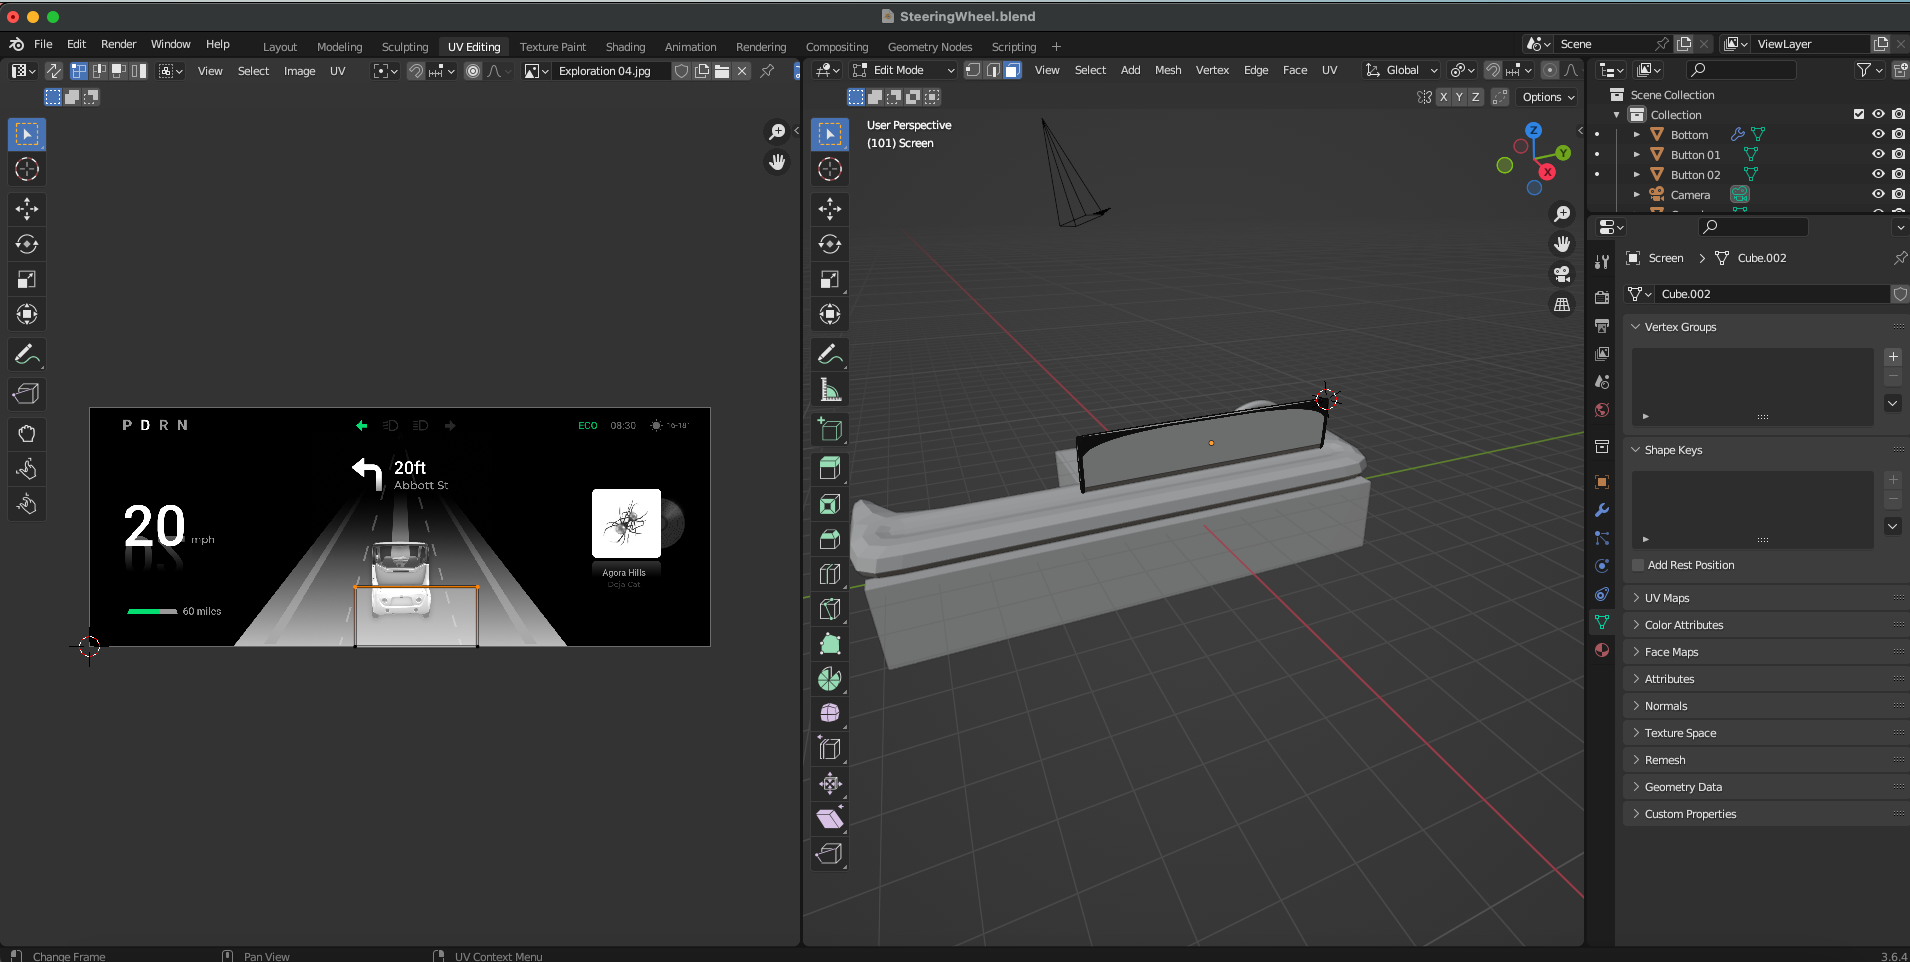 SteeringWheel.blend
File Edit Render Window Help
Layout Modeling Sculpting UV Editing Texture Paint Shading Animation Rendering Compositing Geometry Nodes Scripting +
Scene
ViewLayer
View Select Image UV
Exploration 04.jpg
Edit Mode
View Select Add Mesh Vertex Edge Face UV
Global
X Y Z
Options
User Perspective
(101) Screen
Z
Y
X
PDRN
ECO 08:30 16-18°
20ft
Abbott St
20 mph
60 miles
Agora Hills
Doja Cat
Scene Collection
Collection
Bottom
Button 01
Button 02
Camera
Screen > Cube.002
Cube.002
Vertex Groups
Shape Keys
Add Rest Position
UV Maps
Color Attributes
Face Maps
Attributes
Normals
Texture Space
Remesh
Geometry Data
Custom Properties
Change Frame
Pan View
UV Context Menu
3.6.4